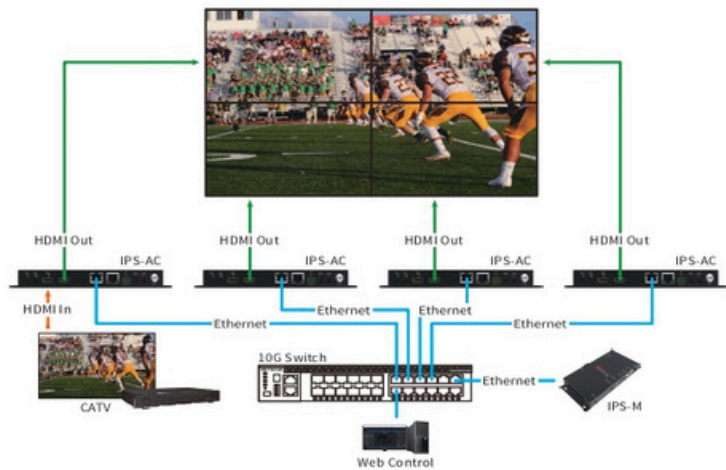 HDMI Out
HDMI Out
HDMI Out
HDMI Out
IPS-AC
IPS-AC
IPS-AC
IPS-AC
HDMI In
Ethernet
Ethernet
Ethernet
Ethernet
10G Switch
Ethernet
CATV
IPS-M
Web Control